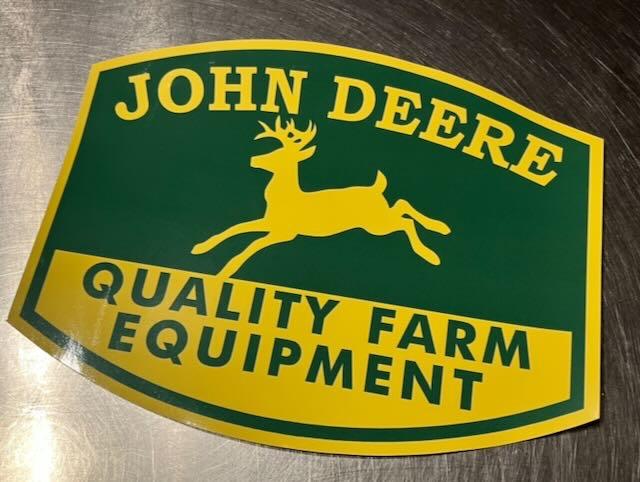 JOHN DEERE
QUALITY FARM
EQUIPMENT